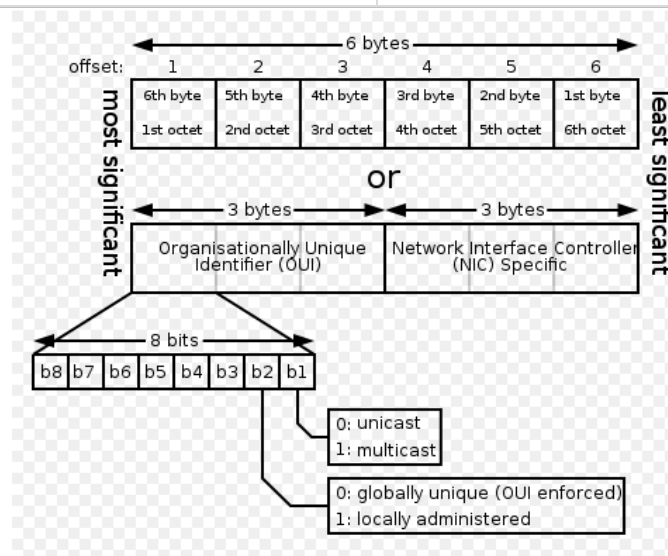 6 bytes
offset: 1 2 3 4 5 6
6th byte 5th byte 4th byte 3rd byte 2nd byte 1st byte
1st octet 2nd octet 3rd octet 4th octet 5th octet 6th octet
most significant
least significant
or
3 bytes 3 bytes
Organisationally Unique
Identifier (OUI)
Network Interface Controller
(NIC) Specific
8 bits
b8 b7 b6 b5 b4 b3 b2 b1
0: unicast
1: multicast
0: globally unique (OUI enforced)
1: locally administered